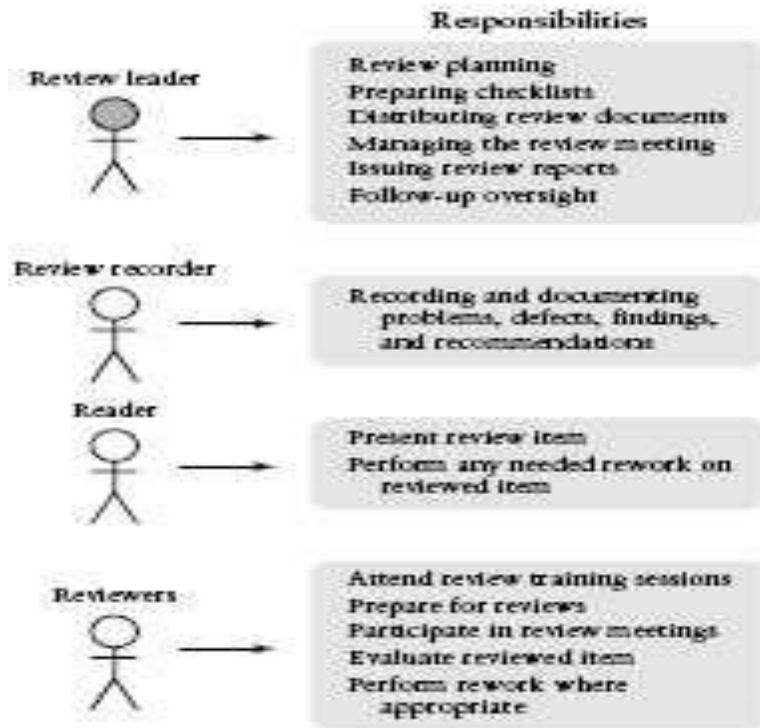 Responsibilities
Review leader
Review planning
Preparing checklists
Distributing review documents
Managing the review meeting
Issuing review reports
Follow-up oversight
Review recorder
Recording and documenting
problems, defects, findings,
and recommendations
Reader
Present review item
Perform any needed rework on
reviewed item
Reviewers
Attend review training sessions
Prepare for reviews
Participate in review meetings
Evaluate reviewed item
Perform rework where
appropriate